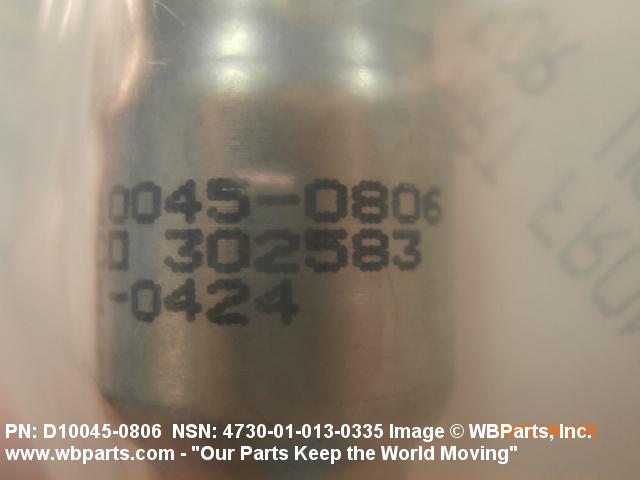 0045-0806
302583
-0424
PN: D10045-0806 NSN: 4730-01-013-0335 Image © WBParts, Inc.
www.wbparts.com - "Our Parts Keep the World Moving"